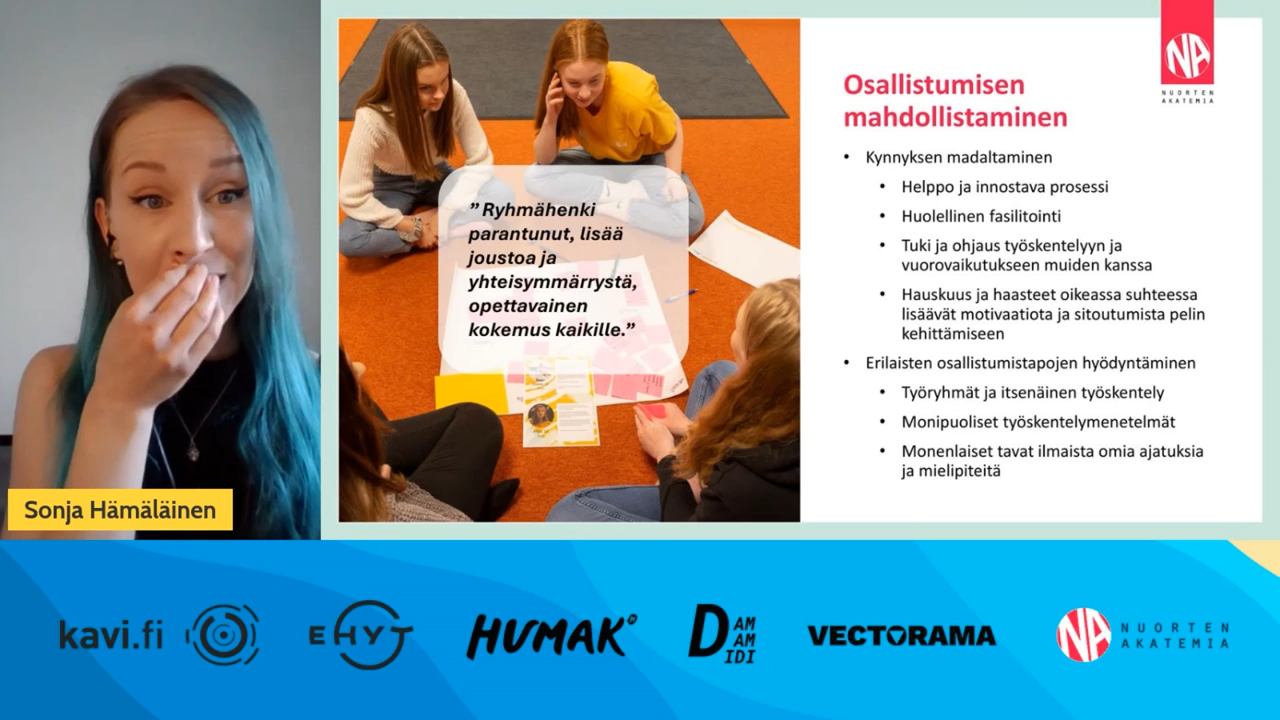 Osallistumisen
mahdollistaminen
NUORTEN
AKATEMIA
• Kynnyksen madaltaminen
• Helppo ja innostava prosessi
• Huolellinen fasilitointi
• Tuki ja ohjaus työskentelyyn ja
vuorovaikutukseen muiden kanssa
• Hauskuus ja haasteet oikeassa suhteessa
lisäävät motivaatiota ja sitoutumista pelin
kehittämiseen
• Erilaisten osallistumistapojen hyödyntäminen
• Työryhmät ja itsenäinen työskentely
• Monipuoliset työskentelymenetelmät
• Monenlaiset tavat ilmaista omia ajatuksia
ja mielipiteitä
” Ryhmähenki
parantunut, lisää
joustoa ja
yhteisymmärrystä,
opettavainen
kokemus kaikille.”
Sonja Hämäläinen
kavi.fi
EHYT
HUMAK
DAM
AM
IDI
VECTORAMA
NA
NUORTEN
AKATEMIA